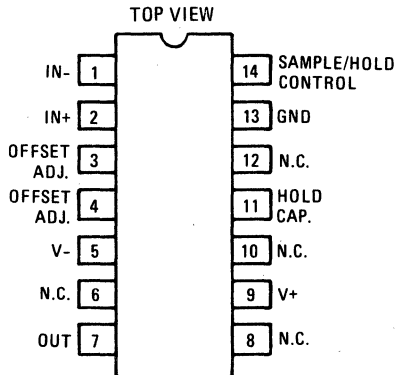 TOP VIEW
IN- 1
IN+ 2
OFFSET
ADJ. 3
OFFSET
ADJ. 4
V- 5
N.C. 6
OUT 7
14 SAMPLE/HOLD
CONTROL
13 GND
12 N.C.
11 HOLD
CAP.
10 N.C.
9 V+
8 N.C.